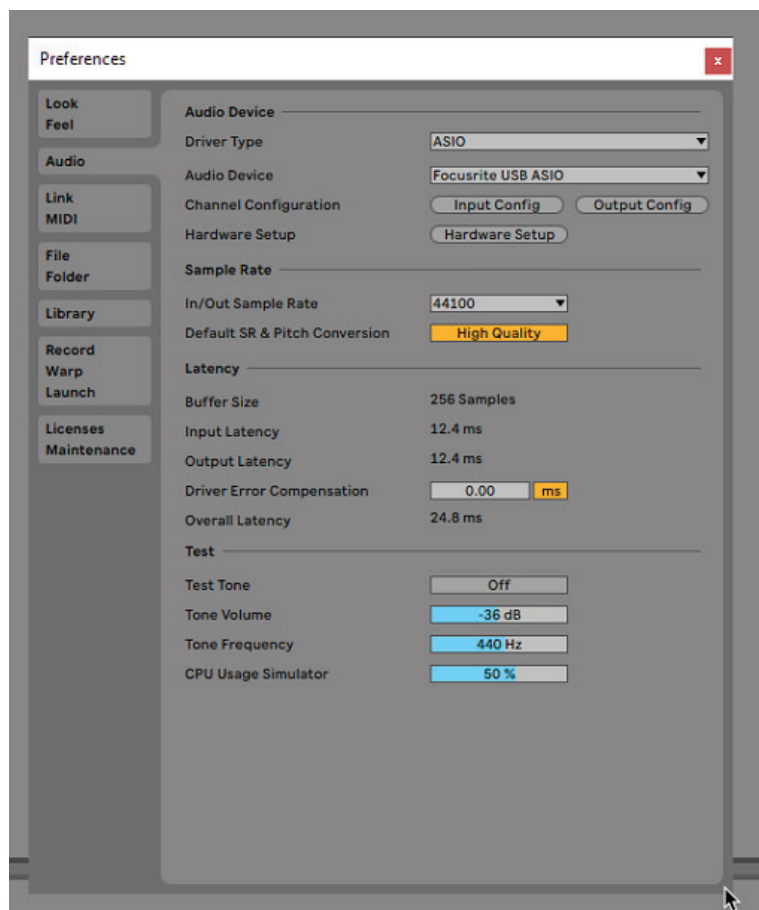 Preferences
x
Look
Feel
Audio
Link
MIDI
File
Folder
Library
Record
Warp
Launch
Licenses
Maintenance
Audio Device
Driver Type ASIO
Audio Device Focusrite USB ASIO
Channel Configuration Input Config Output Config
Hardware Setup Hardware Setup
Sample Rate
In/Out Sample Rate 44100
Default SR & Pitch Conversion High Quality
Latency
Buffer Size 256 Samples
Input Latency 12.4 ms
Output Latency 12.4 ms
Driver Error Compensation 0.00 ms
Overall Latency 24.8 ms
Test
Test Tone Off
Tone Volume -36 dB
Tone Frequency 440 Hz
CPU Usage Simulator 50 %